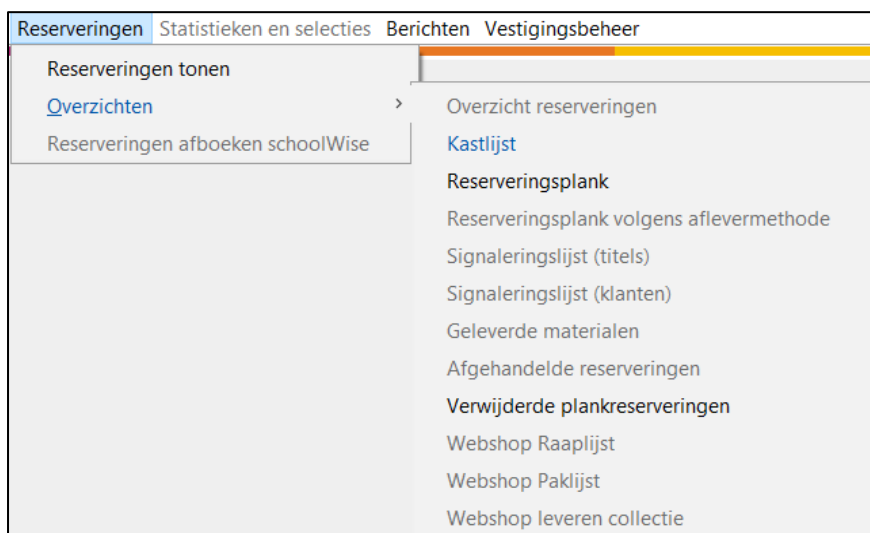 Reserveringen Statistieken en selecties Berichten Vestigingsbeheer
Reserveringen tonen
Overzichten >
Reserveringen afboeken schoolWise
Overzicht reserveringen
Kastlijst
Reserveringsplank
Reserveringsplank volgens aflevermethode
Signaleringslijst (titels)
Signaleringslijst (klanten)
Geleverde materialen
Afgehandelde reserveringen
Verwijderde plankreserveringen
Webshop Raaplijst
Webshop Paklijst
Webshop leveren collectie